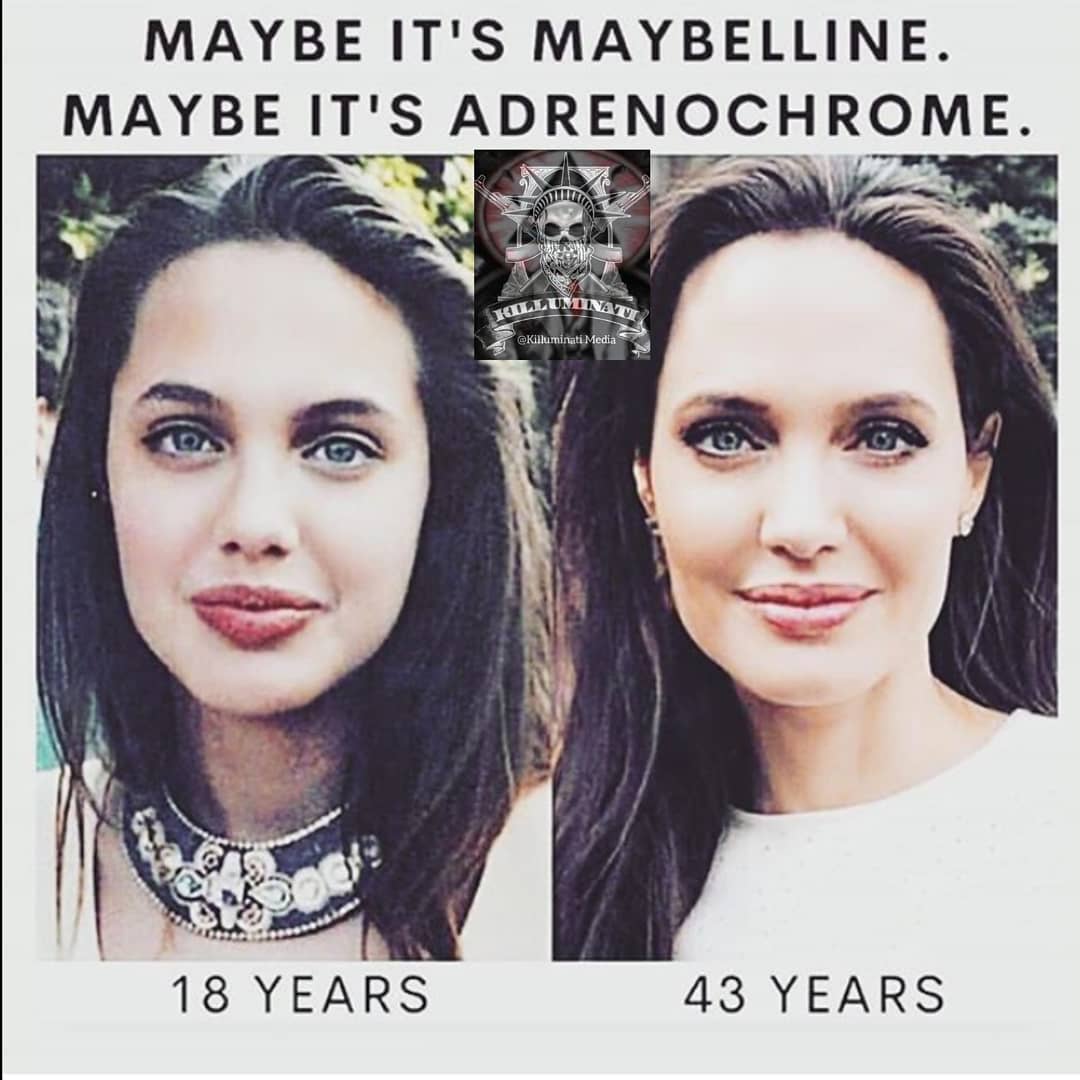 MAYBE IT'S MAYBELLINE.
MAYBE IT'S ADRENOCHROME.
KILLUMINATI
@Killuminati Media
18 YEARS
43 YEARS